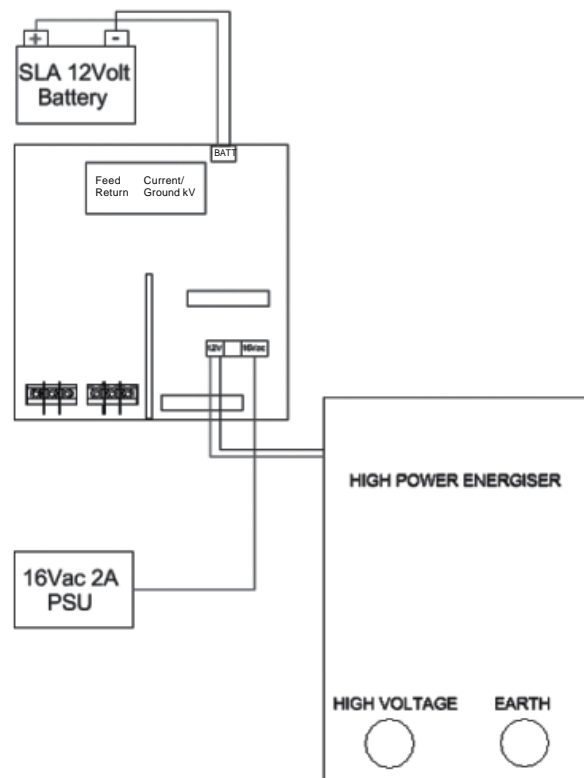 + -
SLA 12Volt
Battery
BATT
Feed Current/
Return Ground kV
12V 16Vac
HIGH POWER ENERGISER
16Vac 2A
PSU
HIGH VOLTAGE EARTH